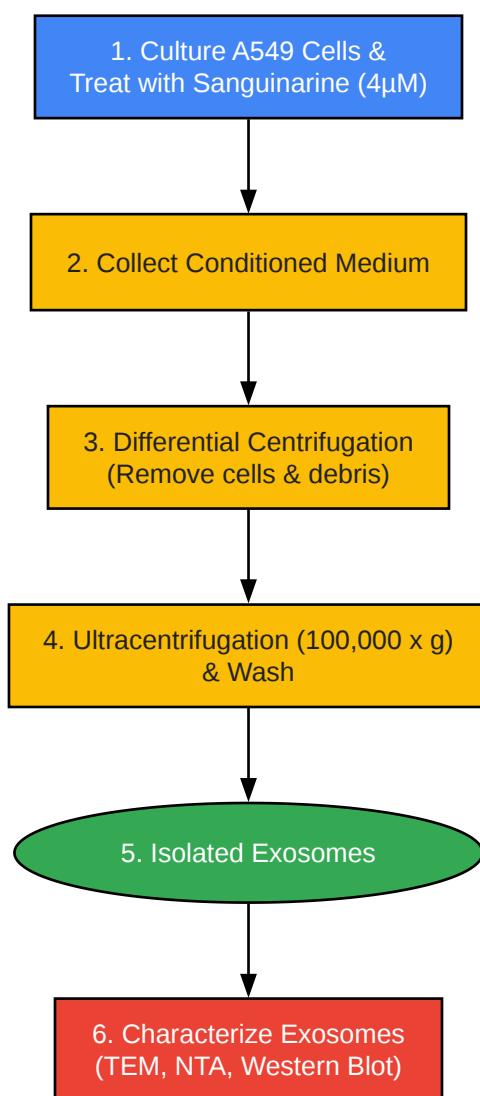 1. Culture A549 Cells &
Treat with Sanguinarine (4µM)
2. Collect Conditioned Medium
3. Differential Centrifugation
(Remove cells & debris)
4. Ultracentrifugation (100,000 x g)
& Wash
5. Isolated Exosomes
6. Characterize Exosomes
(TEM, NTA, Western Blot)